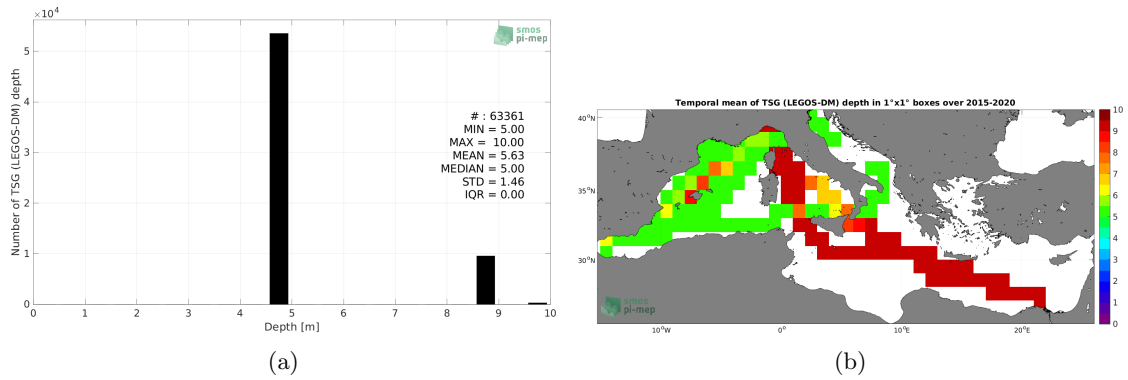 ×10⁴
5
4
3
2
1
0
Number of TSG (LEGOS-DM) depth
smos
pi-mep
# : 63361
MIN = 5.00
MAX = 10.00
MEAN = 5.63
MEDIAN = 5.00
STD = 1.46
IQR = 0.00
0 1 2 3 4 5 6 7 8 9 10
Depth [m]
(a)
Temporal mean of TSG (LEGOS-DM) depth in 1°x1° boxes over 2015-2020
40°N
35°N
30°N
10°W 0° 10°E 20°E
smos
pi-mep
10
9
8
7
6
5
4
3
2
1
0
(b)